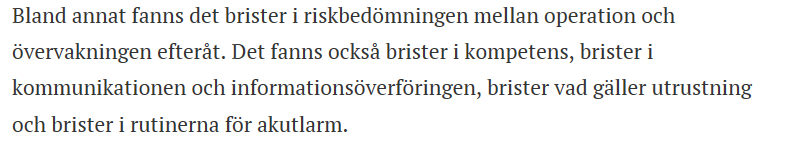 Bland annat fanns det brister i riskbedömningen mellan operation och
övervakningen efteråt. Det fanns också brister i kompetens, brister i
kommunikationen och informationsöverföringen, brister vad gäller utrustning
och brister i rutinerna för akutlarm.